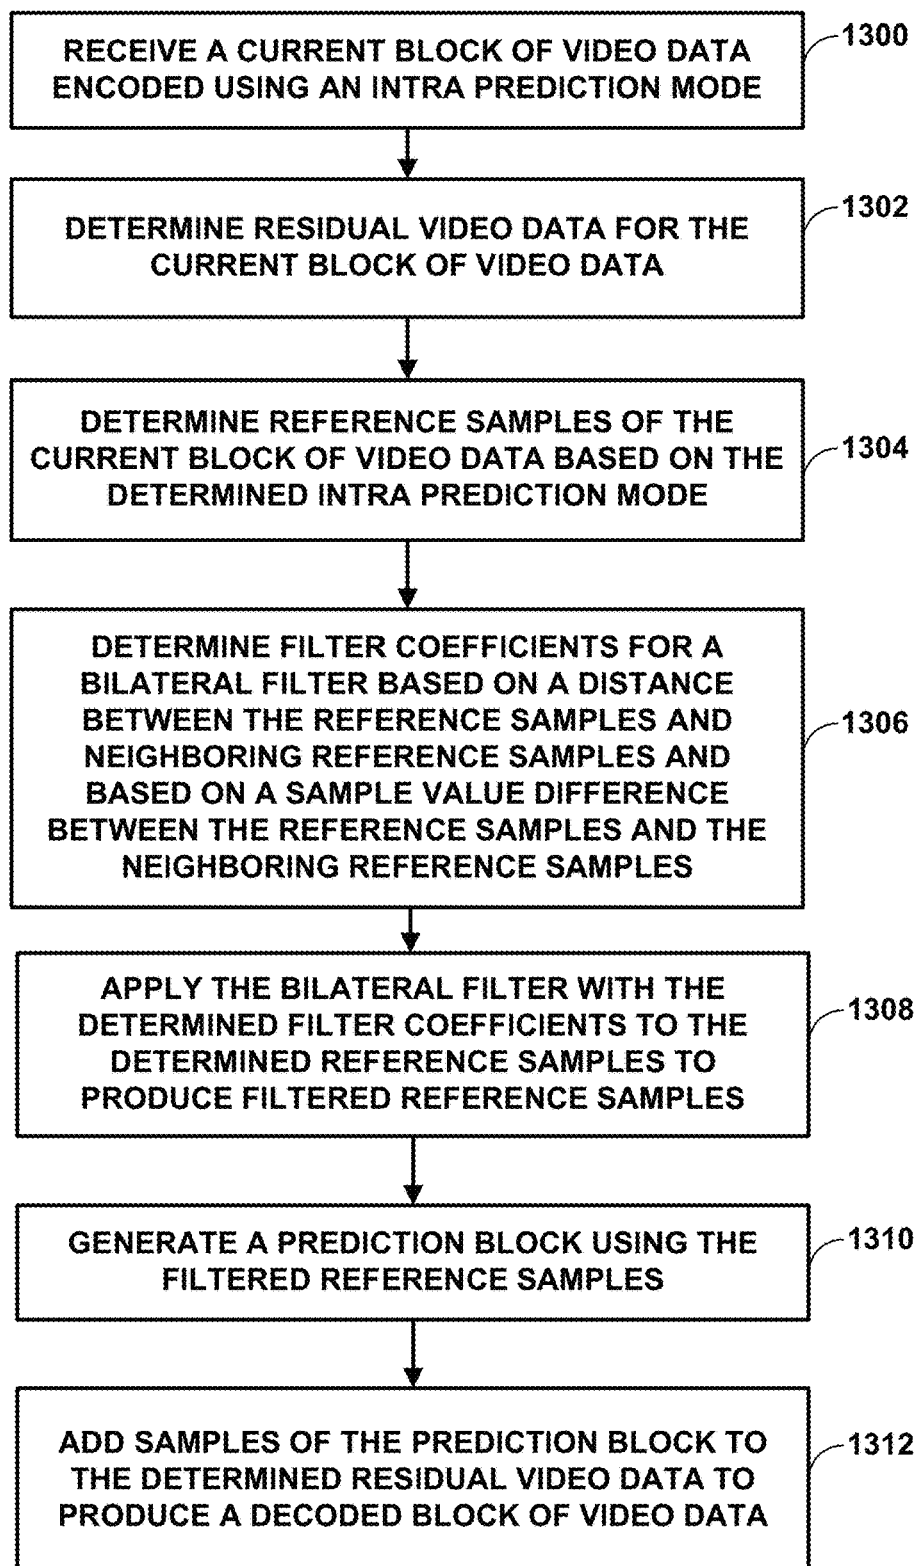 RECEIVE A CURRENT BLOCK OF VIDEO DATA
ENCODED USING AN INTRA PREDICTION MODE
1300
DETERMINE RESIDUAL VIDEO DATA FOR THE
CURRENT BLOCK OF VIDEO DATA
1302
DETERMINE REFERENCE SAMPLES OF THE
CURRENT BLOCK OF VIDEO DATA BASED ON THE
DETERMINED INTRA PREDICTION MODE
1304
DETERMINE FILTER COEFFICIENTS FOR A
BILATERAL FILTER BASED ON A DISTANCE
BETWEEN THE REFERENCE SAMPLES AND
NEIGHBORING REFERENCE SAMPLES AND
BASED ON A SAMPLE VALUE DIFFERENCE
BETWEEN THE REFERENCE SAMPLES AND THE
NEIGHBORING REFERENCE SAMPLES
1306
APPLY THE BILATERAL FILTER WITH THE
DETERMINED FILTER COEFFICIENTS TO THE
DETERMINED REFERENCE SAMPLES TO
PRODUCE FILTERED REFERENCE SAMPLES
1308
GENERATE A PREDICTION BLOCK USING THE
FILTERED REFERENCE SAMPLES
1310
ADD SAMPLES OF THE PREDICTION BLOCK TO
THE DETERMINED RESIDUAL VIDEO DATA TO
PRODUCE A DECODED BLOCK OF VIDEO DATA
1312